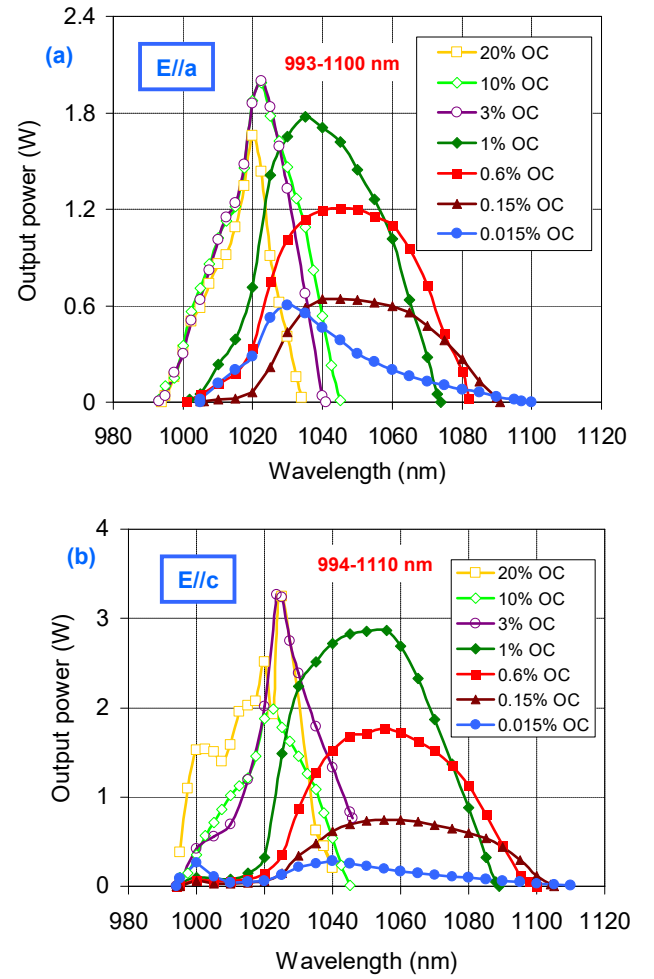 (a)
E//a
993-1100 nm
20% OC
10% OC
3% OC
1% OC
0.6% OC
0.15% OC
0.015% OC
Output power (W)
2.4
1.8
1.2
0.6
0
980 1000 1020 1040 1060 1080 1100 1120
Wavelength (nm)
(b)
E//c
994-1110 nm
20% OC
10% OC
3% OC
1% OC
0.6% OC
0.15% OC
0.015% OC
Output power (W)
4
3
2
1
0
980 1000 1020 1040 1060 1080 1100 1120
Wavelength (nm)